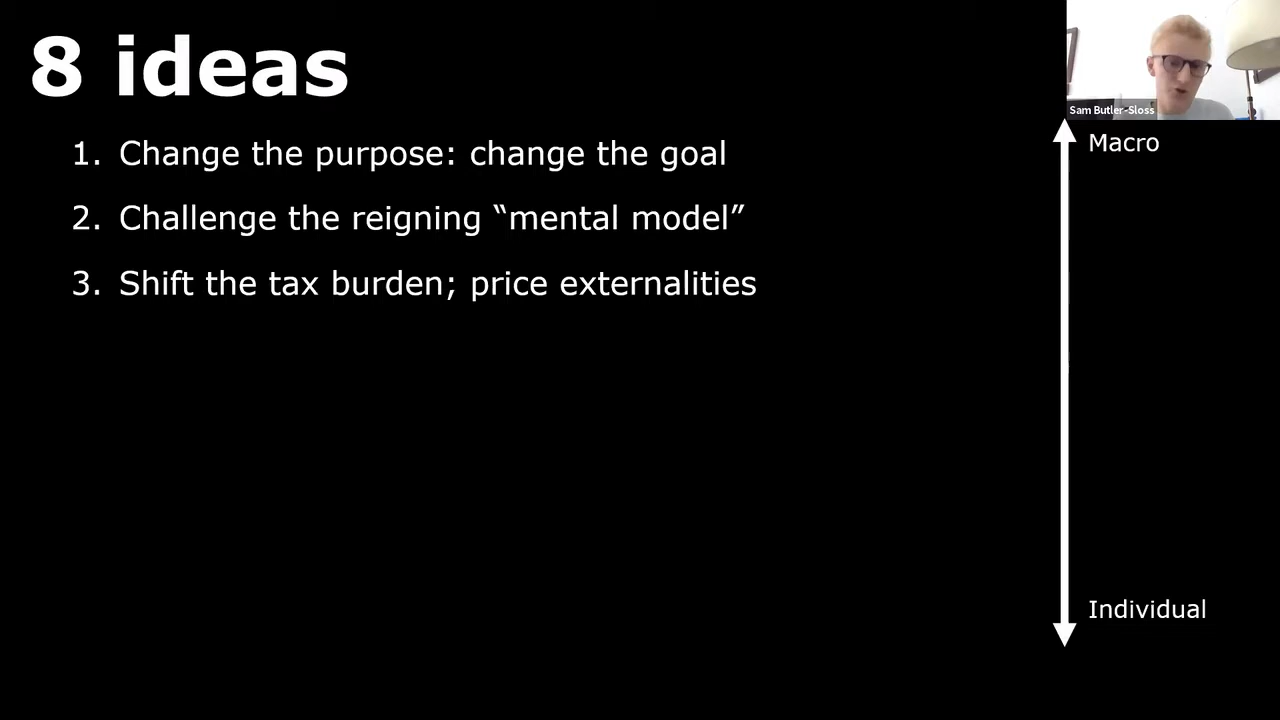 8 ideas
1. Change the purpose: change the goal
2. Challenge the reigning “mental model”
3. Shift the tax burden; price externalities
Sam Butler-Sloss
Macro
Individual